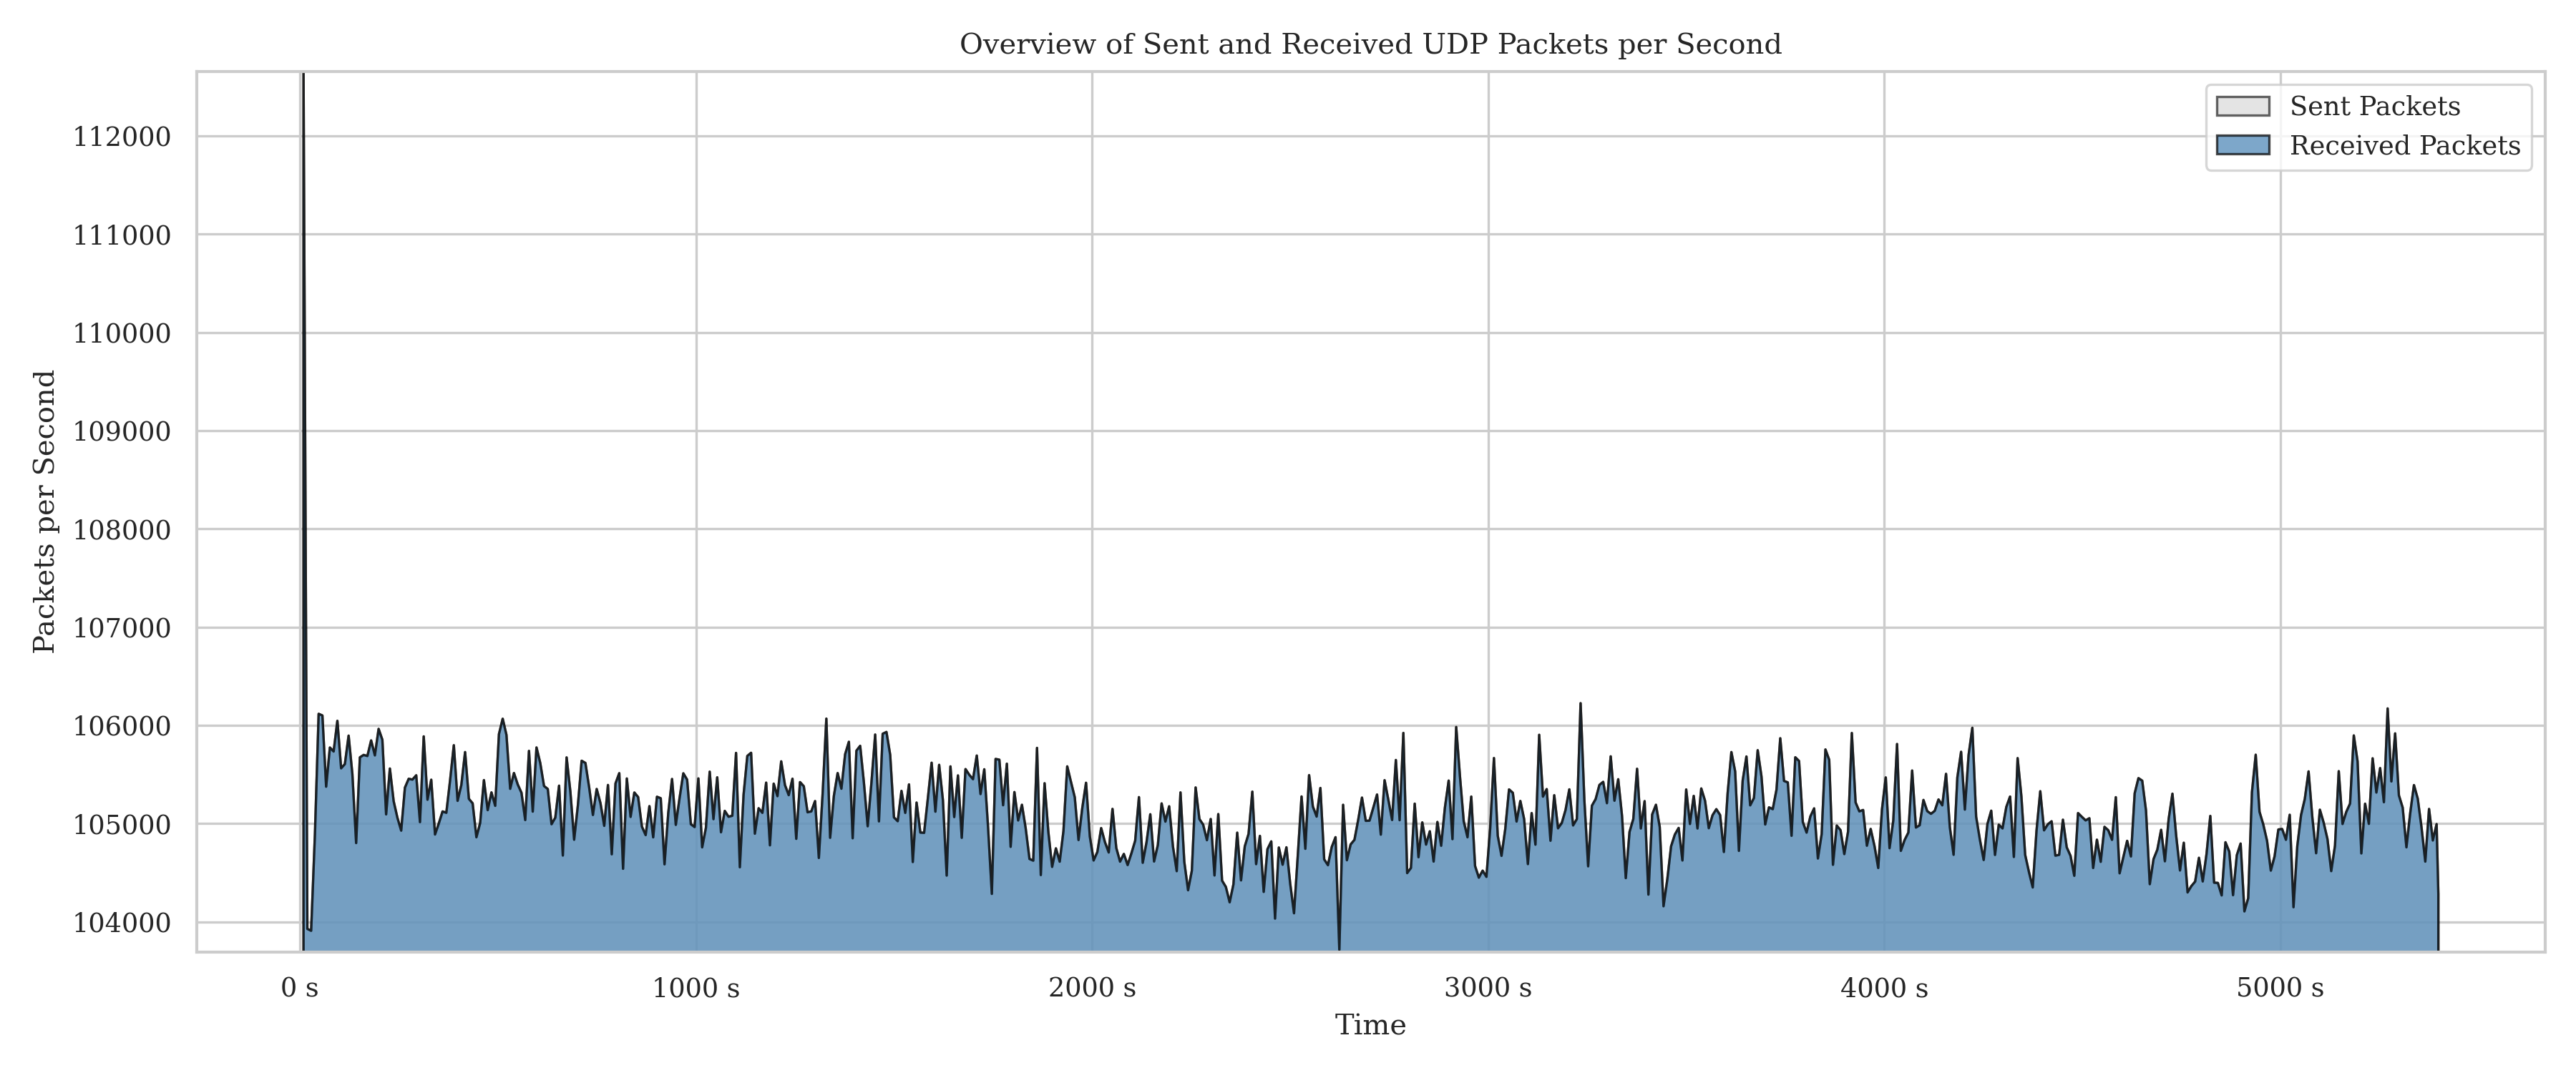 Overview of Sent and Received UDP Packets per Second
Sent Packets
Received Packets
Packets per Second
112000
111000
110000
109000
108000
107000
106000
105000
104000
0 s
1000 s
2000 s
3000 s
4000 s
5000 s
Time